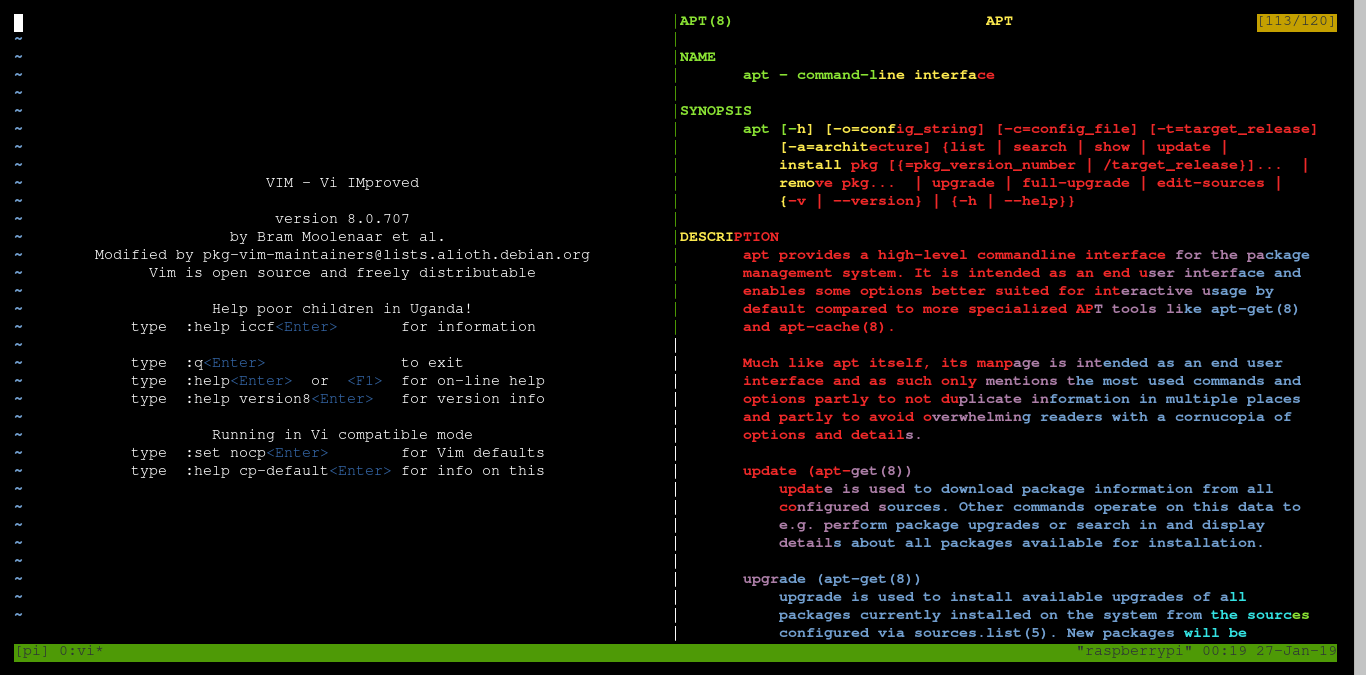 ~
~
~
~
~
~
~
~
~ VIM - Vi IMproved
~
~ version 8.0.707
~ by Bram Moolenaar et al.
~ Modified by pkg-vim-maintainers@lists.alioth.debian.org
~ Vim is open source and freely distributable
~
~ Help poor children in Uganda!
~ type :help iccf<Enter> for information
~
~ type :q<Enter> to exit
~ type :help<Enter> or <F1> for on-line help
~ type :help version8<Enter> for version info
~
~ Running in Vi compatible mode
~ type :set nocp<Enter> for Vim defaults
~ type :help cp-default<Enter> for info on this
~
~
~
~
~
~
~
~
APT(8) APT [113/120]
NAME
apt - command-line interface
SYNOPSIS
apt [-h] [-o=config_string] [-c=config_file] [-t=target_release]
[-a=architecture] {list | search | show | update |
install pkg [{=pkg_version_number | /target_release}]... |
remove pkg... | upgrade | full-upgrade | edit-sources |
{-v | --version} | {-h | --help}}
DESCRIPTION
apt provides a high-level commandline interface for the package
management system. It is intended as an end user interface and
enables some options better suited for interactive usage by
default compared to more specialized APT tools like apt-get(8)
and apt-cache(8).
Much like apt itself, its manpage is intended as an end user
interface and as such only mentions the most used commands and
options partly to not duplicate information in multiple places
and partly to avoid overwhelming readers with a cornucopia of
options and details.
update (apt-get(8))
update is used to download package information from all
configured sources. Other commands operate on this data to
e.g. perform package upgrades or search in and display
details about all packages available for installation.
upgrade (apt-get(8))
upgrade is used to install available upgrades of all
packages currently installed on the system from the sources
configured via sources.list(5). New packages will be
[pi] 0:vi* "raspberrypi" 00:19 27-Jan-19